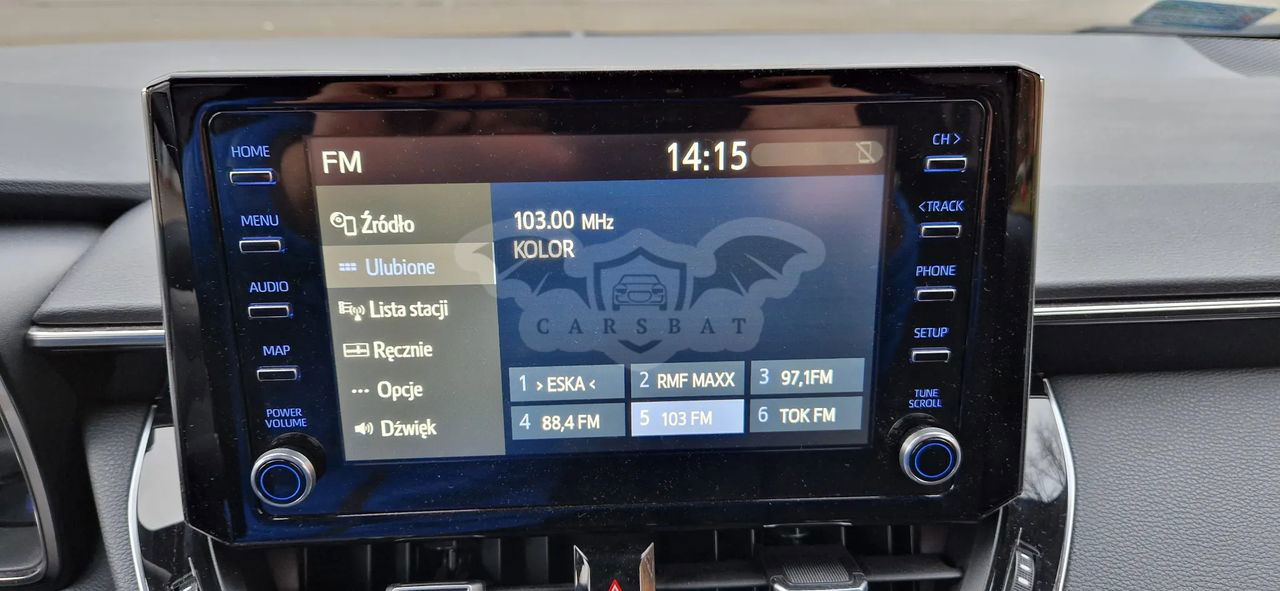 HOME
MENU
AUDIO
MAP
POWER
VOLUME
FM
14:15
Źródło
Ulubione
Lista stacji
Ręcznie
Opcje
Dźwięk
103.00 MHz
KOLOR
CARSBAT
1 > ESKA <
2 RMF MAXX
3 97,1FM
4 88,4 FM
5 103 FM
6 TOK FM
CH >
< TRACK
PHONE
SETUP
TUNE
SCROLL